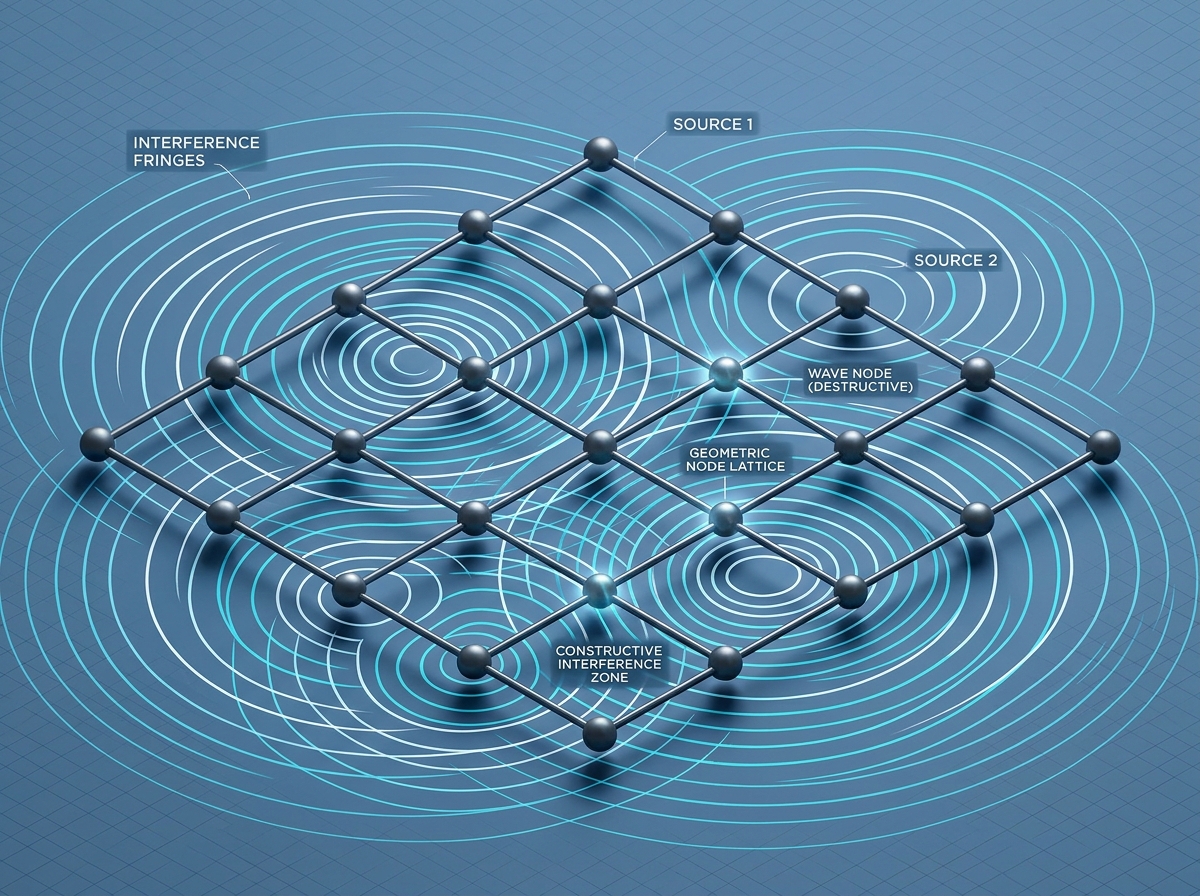 SOURCE 1
INTERFERENCE
FRINGES
SOURCE 2
WAVE NODE
(DESTRUCTIVE)
GEOMETRIC
NODE LATTICE
CONSTRUCTIVE
INTERFERENCE
ZONE